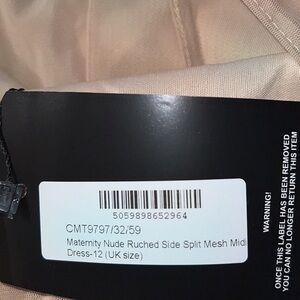 5059898652964
CMT9797/32/59
Maternity Nude Ruched Side Split Mesh Midi
Dress-12 (UK size)
WARNING!
ONCE THIS LABEL HAS BEEN REMOVED
YOU CAN NO LONGER RETURN THIS ITEM